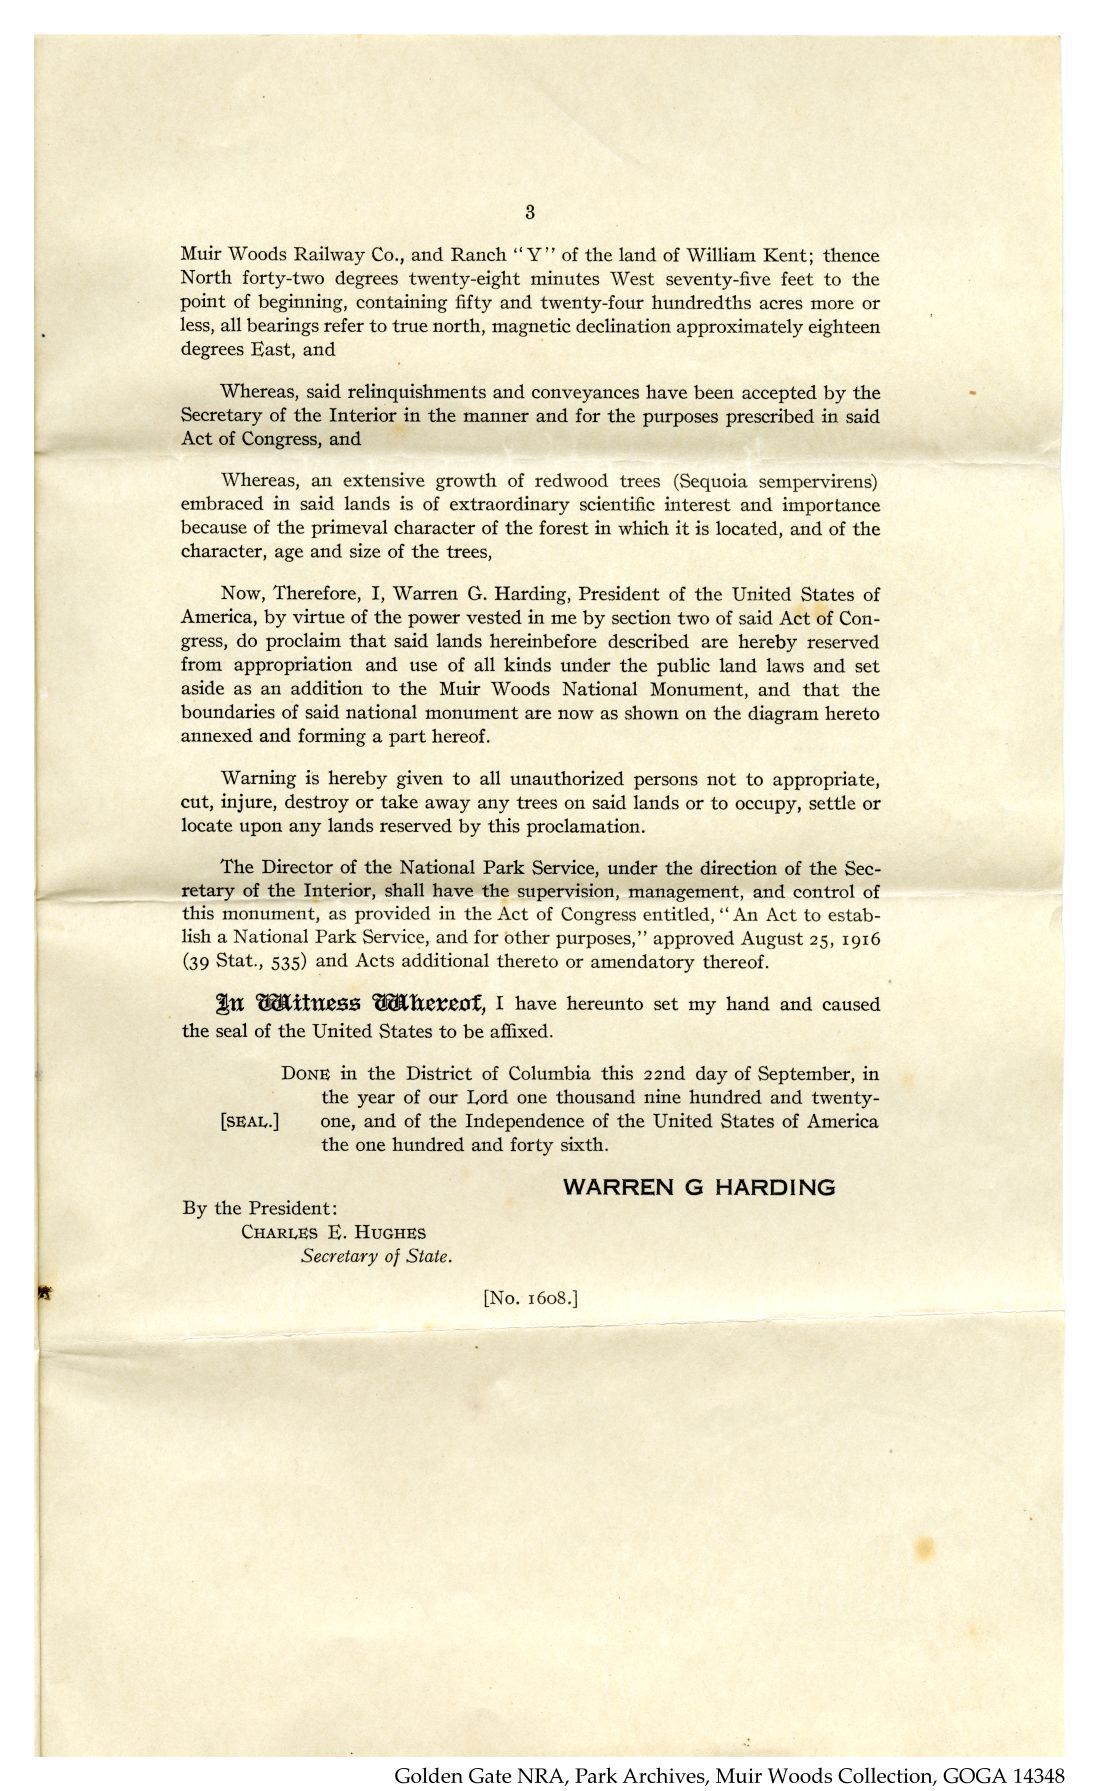 3
Muir Woods Railway Co., and Ranch "Y" of the land of William Kent; thence
North forty-two degrees twenty-eight minutes West seventy-five feet to the
point of beginning, containing fifty and twenty-four hundredths acres more or
less, all bearings refer to true north, magnetic declination approximately eighteen
degrees East, and
Whereas, said relinquishments and conveyances have been accepted by the
Secretary of the Interior in the manner and for the purposes prescribed in said
Act of Congress, and
Whereas, an extensive growth of redwood trees (Sequoia sempervirens)
embraced in said lands is of extraordinary scientific interest and importance
because of the primeval character of the forest in which it is located, and of the
character, age and size of the trees,
Now, Therefore, I, Warren G. Harding, President of the United States of
America, by virtue of the power vested in me by section two of said Act of Con-
gress, do proclaim that said lands hereinbefore described are hereby reserved
from appropriation and use of all kinds under the public land laws and set
aside as an addition to the Muir Woods National Monument, and that the
boundaries of said national monument are now as shown on the diagram hereto
annexed and forming a part hereof.
Warning is hereby given to all unauthorized persons not to appropriate,
cut, injure, destroy or take away any trees on said lands or to occupy, settle or
locate upon any lands reserved by this proclamation.
The Director of the National Park Service, under the direction of the Sec-
retary of the Interior, shall have the supervision, management, and control of
this monument, as provided in the Act of Congress entitled, "An Act to estab-
lish a National Park Service, and for other purposes," approved August 25, 1916
(39 Stat., 535) and Acts additional thereto or amendatory thereof.
In Witness Whereof, I have hereunto set my hand and caused
the seal of the United States to be affixed.
DONE in the District of Columbia this 22nd day of September, in
the year of our Lord one thousand nine hundred and twenty-
[SEAL.] one, and of the Independence of the United States of America
the one hundred and forty sixth.
WARREN G HARDING
By the President:
CHARLES E. HUGHES
Secretary of State.
[No. 1608.]
Golden Gate NRA, Park Archives, Muir Woods Collection, GOGA 14348